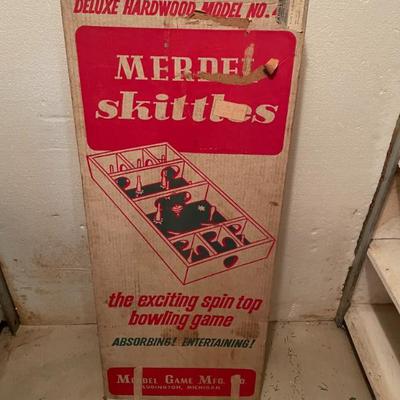 DELUXE HARDWOOD MODEL NO.
MERDEL
skittles
the exciting spin top
bowling game
ABSORBING! ENTERTAINING!
MERDEL GAME MFG. CO.
LUDINGTON, MICHIGAN